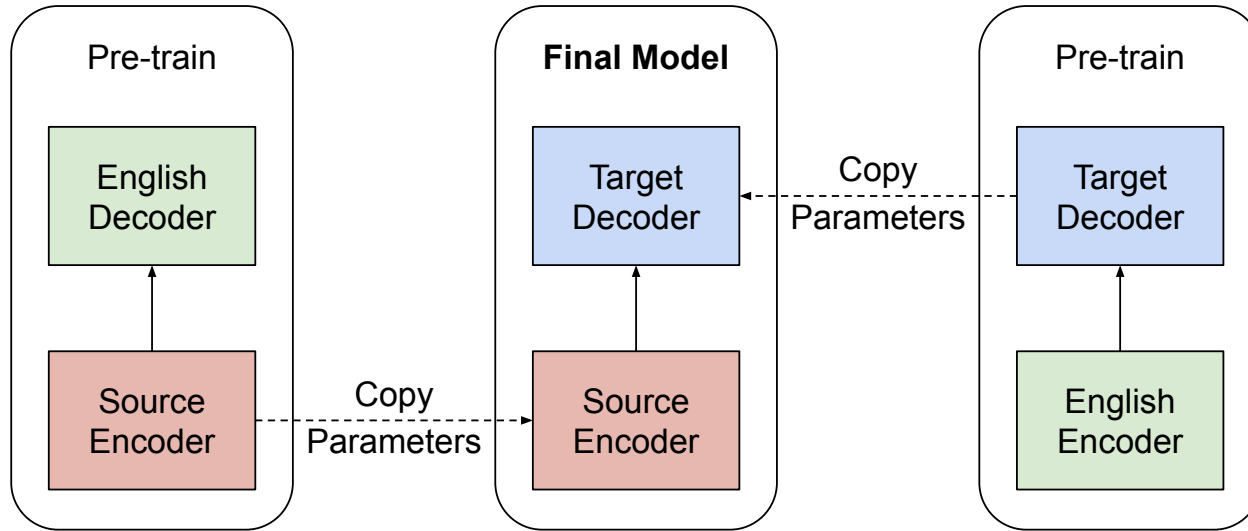 Pre-train
English
Decoder
Source
Encoder
Copy
Parameters
Final Model
Target
Decoder
Source
Encoder
Copy
Parameters
Pre-train
Target
Decoder
English
Encoder